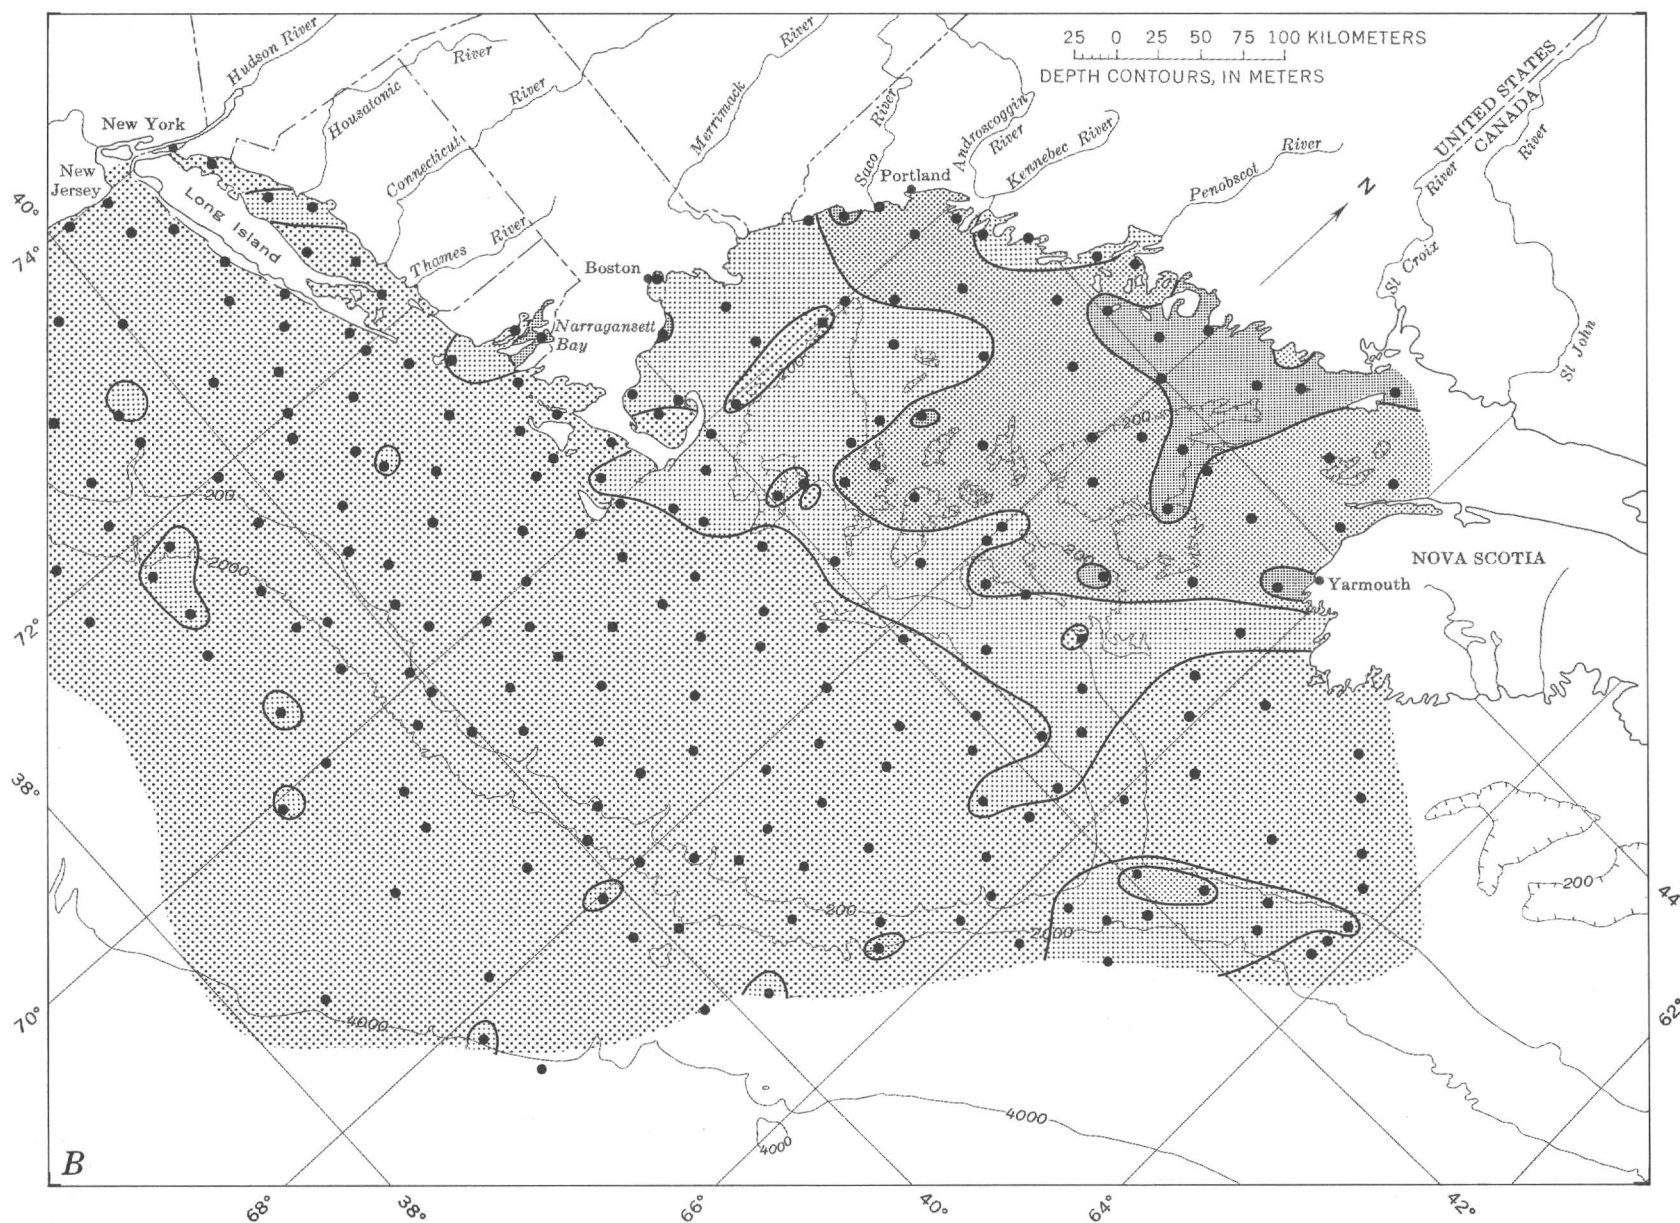 25 0 25 50 75 100 KILOMETERS
DEPTH CONTOURS, IN METERS
UNITED STATES
CANADA
Hudson River
River
Housatonic
River
Connecticut
Merrimack
River
River
Saco
Androscoggin
River
Kennebec River
Penobscot
River
River
St Croix
River
St John
New York
New
Jersey
Long Island
Thames
River
Portland
Boston
Narragansett
Bay
N
NOVA SCOTIA
Yarmouth
40°
74°
72°
38°
70°
68°
38°
66°
40°
64°
42°
62°
44
200
2000
200
200
200
200
2000
200
4000
4000
4000
B